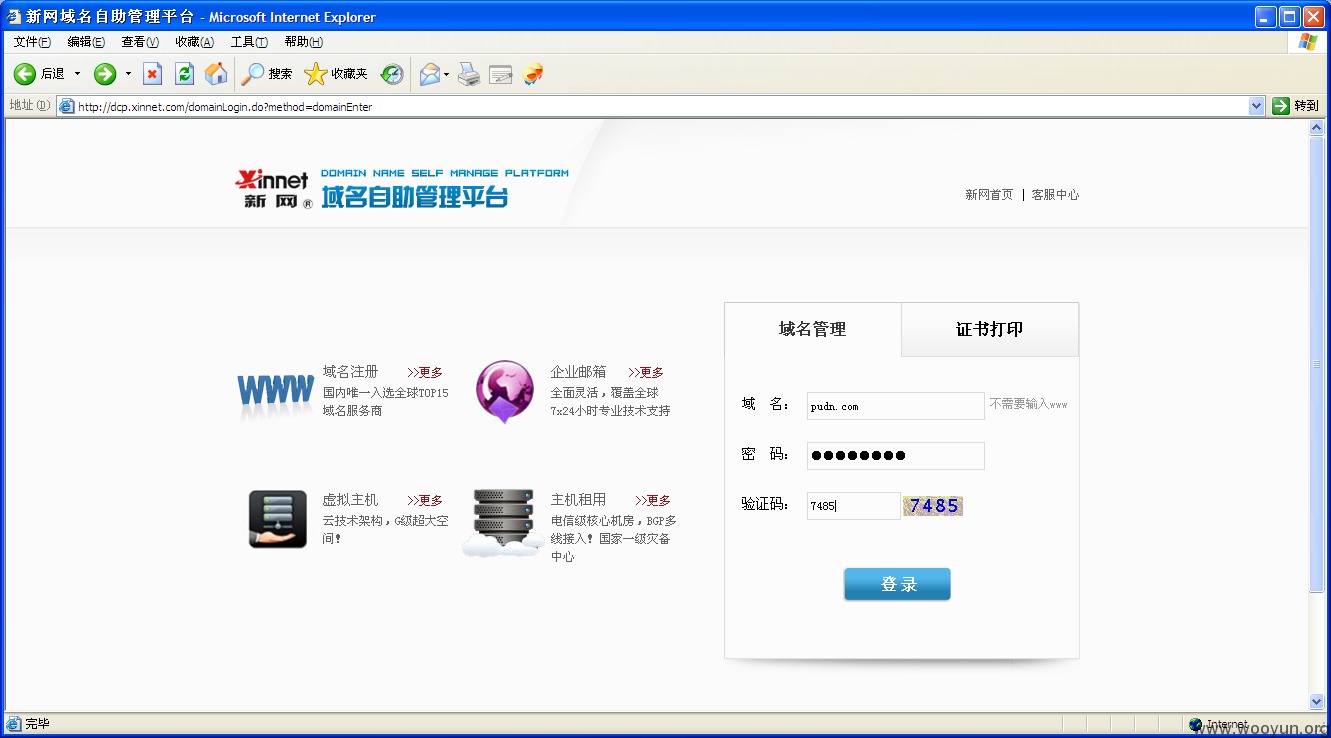 新网域名自助管理平台 - Microsoft Internet Explorer
文件(F) 编辑(E) 查看(V) 收藏(A) 工具(T) 帮助(H)
后退 搜索 收藏夹
地址(D) http://dcp.xinnet.com/domainLogin.do?method=domainEnter 转到
Xinnet DOMAIN NAME SELF MANAGE PLATFORM
新网® 域名自助管理平台
新网首页 | 客服中心
域名管理 证书打印
域名注册 >>更多
国内唯一入选全球TOP15
域名服务商
企业邮箱 >>更多
全面灵活，覆盖全球
7x24小时专业技术支持
域 名： pudn.com 不需要输入www
密 码： ●●●●●●●●
验证码： 7485 7485
虚拟主机 >>更多
云技术架构，G级超大空
间！
主机租用 >>更多
电信级核心机房，BGP多
线接入！国家一级灾备
中心
登录
完毕 Internet
www.wooyun.org